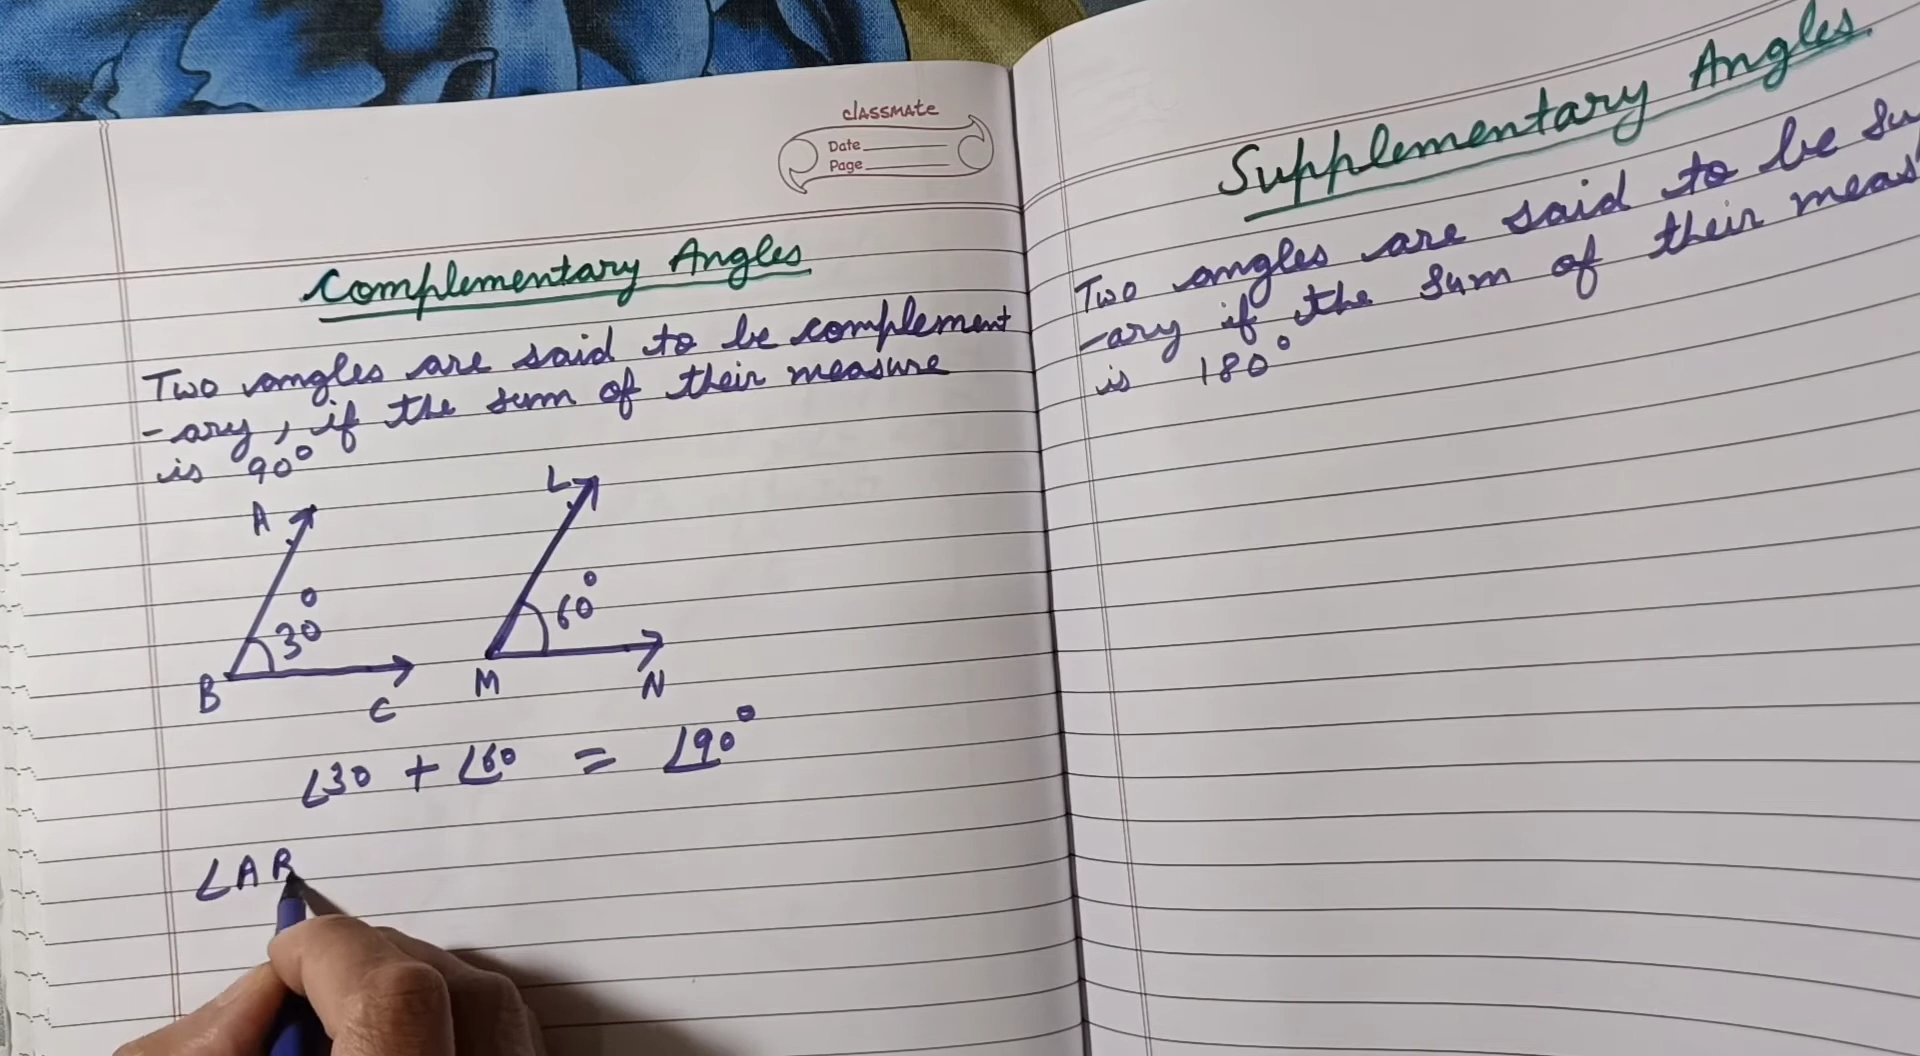 classmate
Date
Page
Complementary Angles
Two angles are said to be complement
-ary, if the sum of their measure
is 90°
A
L
30°
60°
B
C
M
N
∠30 + ∠60 = ∠90°
∠AB
Supplementary Angles
Two angles are said to be Su
-ary if the sum of their meas
is 180°